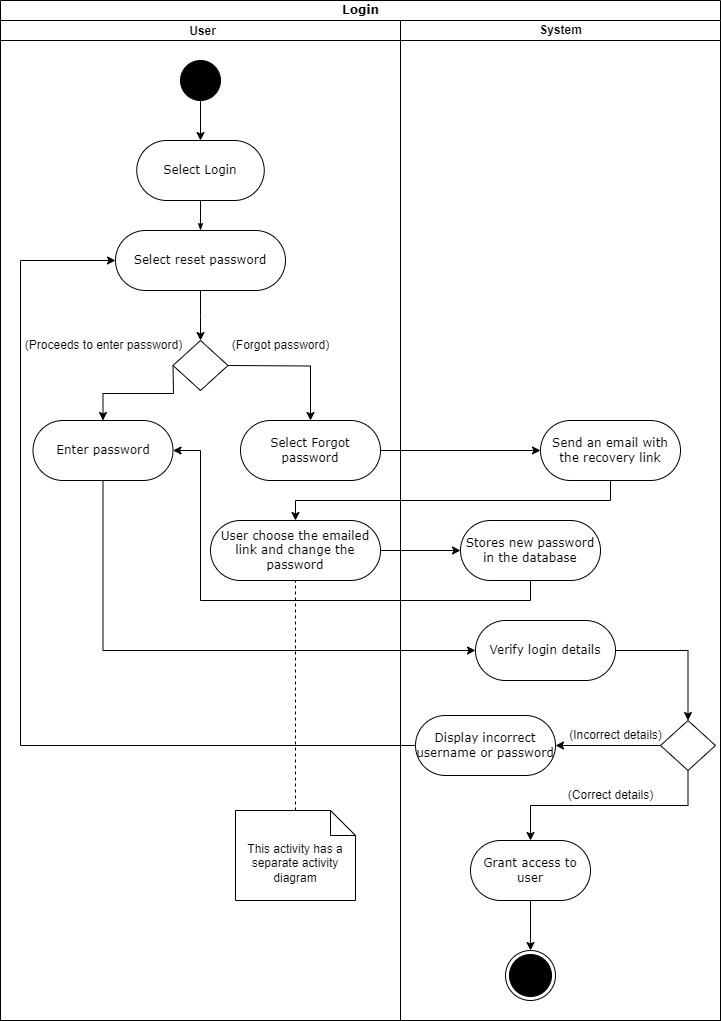 Login
User
System
Select Login
Select reset password
(Proceeds to enter password)
(Forgot password)
Enter password
Select Forgot
password
Send an email with
the recovery link
User choose the emailed
link and change the
password
Stores new password
in the database
Verify login details
(Incorrect details)
Display incorrect
username or password
(Correct details)
This activity has a
separate activity
diagram
Grant access to
user